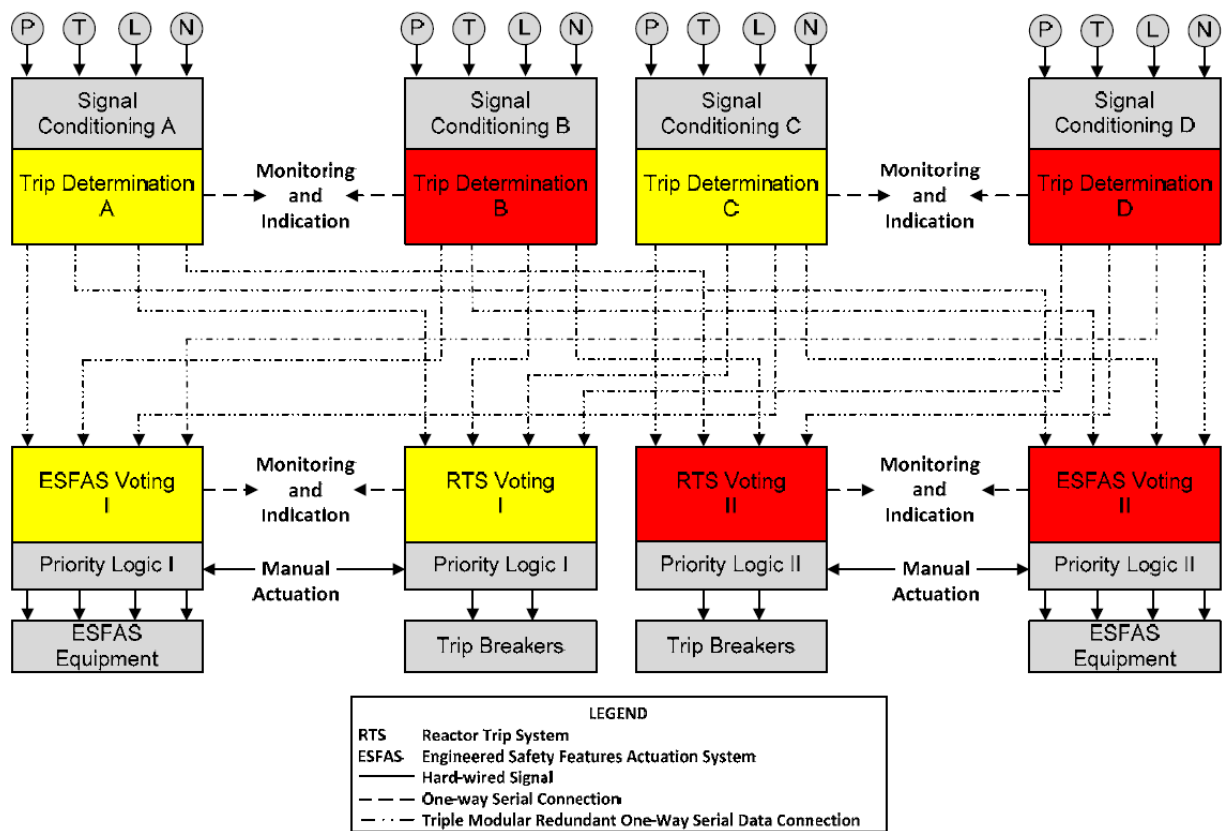 P T L N P T L N P T L N P T L N
Signal
Conditioning A
Signal
Conditioning B
Signal
Conditioning C
Signal
Conditioning D
Trip Determination
A
Monitoring
and
Indication
Trip Determination
B
Trip Determination
C
Monitoring
and
Indication
Trip Determination
D
ESFAS Voting
I
Monitoring
and
Indication
RTS Voting
I
RTS Voting
II
Monitoring
and
Indication
ESFAS Voting
II
Priority Logic I
Manual
Actuation
Priority Logic I
Priority Logic II
Manual
Actuation
Priority Logic II
ESFAS
Equipment
Trip Breakers
Trip Breakers
ESFAS
Equipment
LEGEND
RTS Reactor Trip System
ESFAS Engineered Safety Features Actuation System
Hard-wired Signal
One-way Serial Connection
Triple Modular Redundant One-Way Serial Data Connection